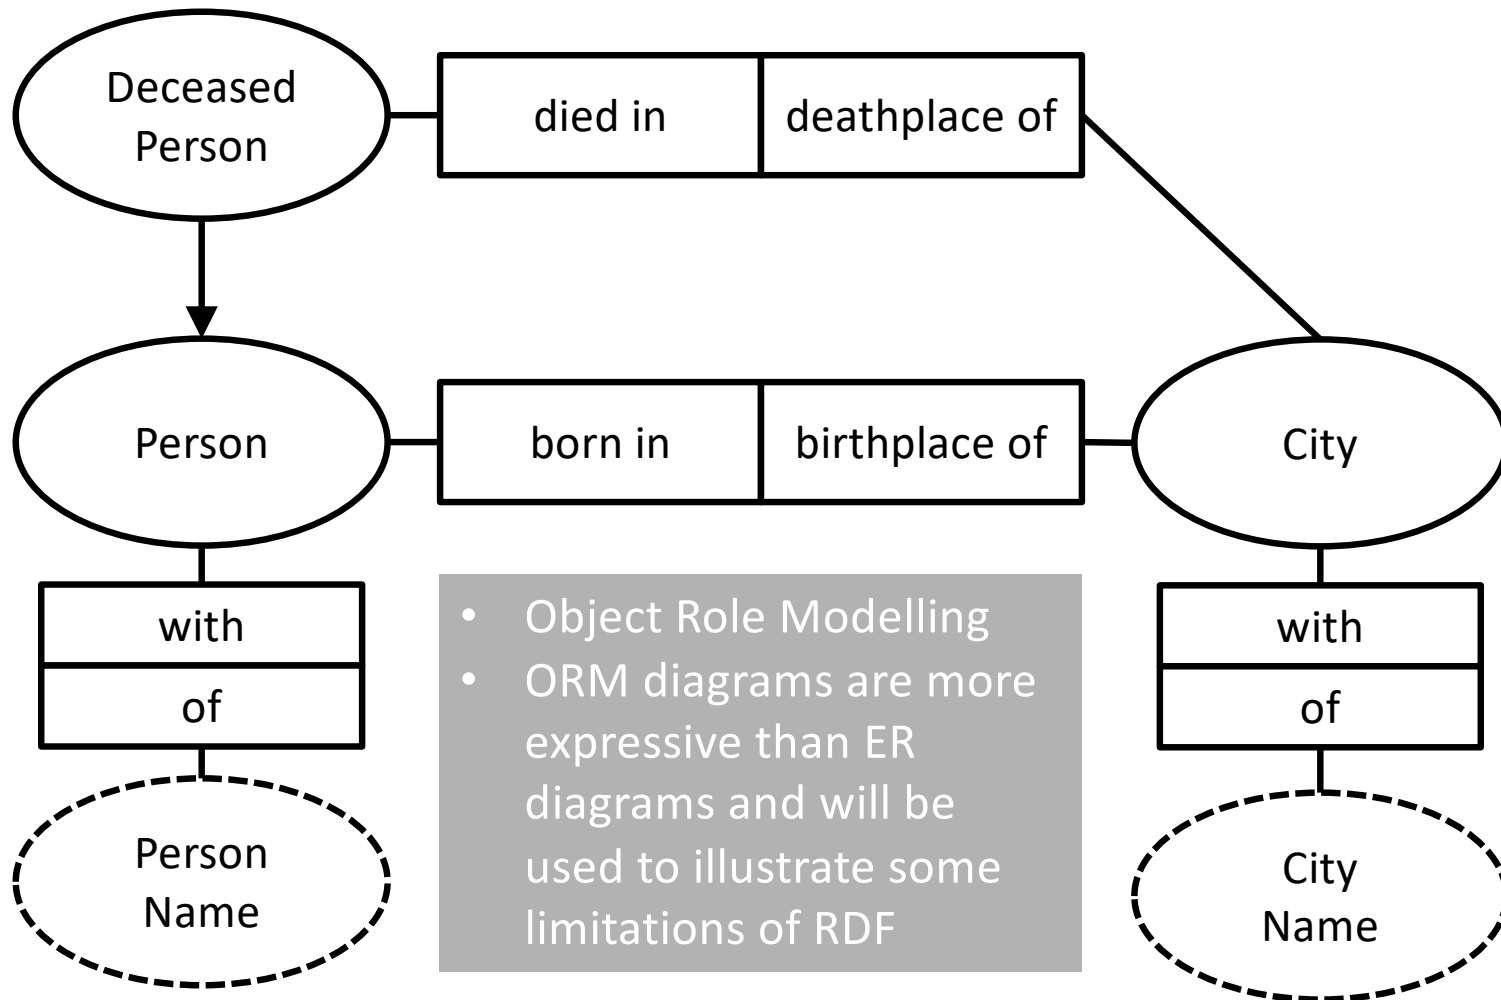 Deceased
Person
died in
deathplace of
Person
born in
birthplace of
City
with
of
Person
Name
• Object Role Modelling
• ORM diagrams are more
expressive than ER
diagrams and will be
used to illustrate some
limitations of RDF
with
of
City
Name